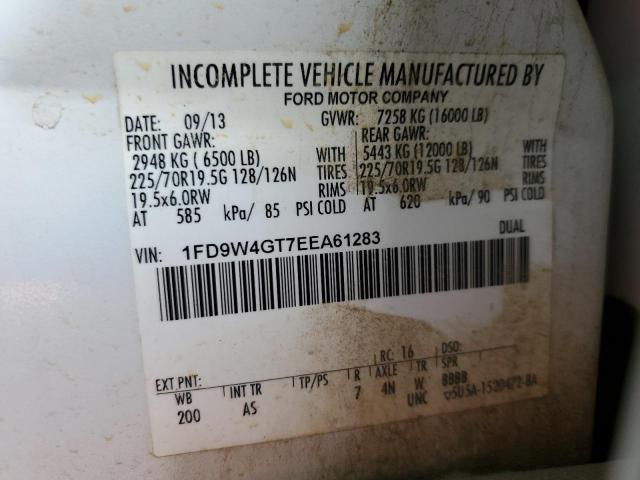 INCOMPLETE VEHICLE MANUFACTURED BY
FORD MOTOR COMPANY
DATE: 09/13 GVWR: 7258 KG (16000 LB)
FRONT GAWR: REAR GAWR:
2948 KG ( 6500 LB) WITH 5443 KG (12000 LB) WITH
225/70R19.5G 128/126N TIRES 225/70R19.5G 128/126N TIRES
19.5x6.0RW RIMS 19.5x6.0RW RIMS
AT 585 kPa/ 85 PSI COLD AT 620 kPa/ 90 PSI COLD
DUAL
VIN: 1FD9W4GT7EEA61283
RC: 16 DSO:
EXT PNT: WB INT TR TP/PS R AXLE TR SPR
200 AS 7 4N W BBBB
UNC ▽5USA-1520472-BA